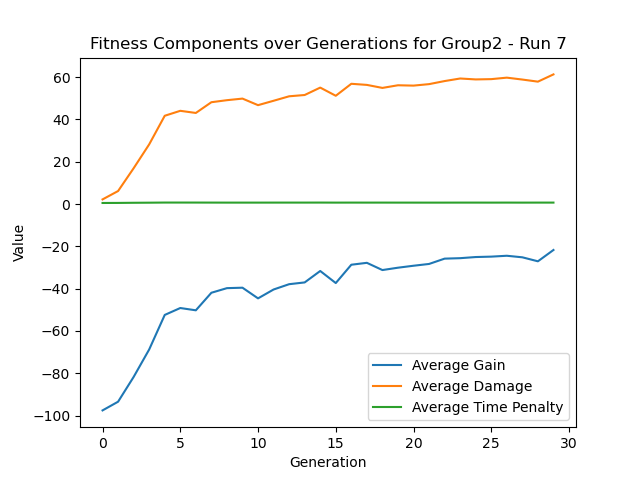 Fitness Components over Generations for Group2 - Run 7
60
40
20
0
−20
−40
−60
−80
−100
Value
0 5 10 15 20 25 30
Generation
Average Gain
Average Damage
Average Time Penalty